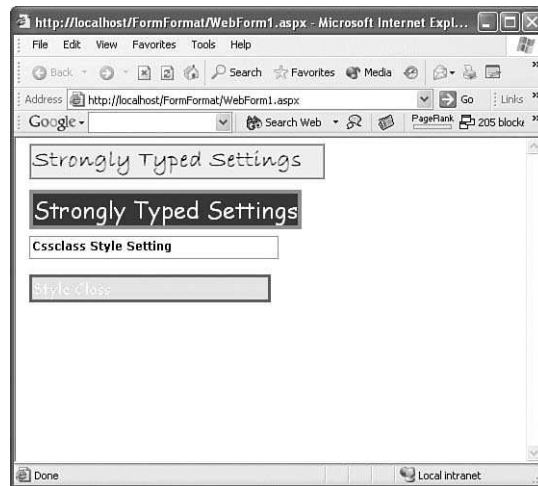 http://localhost/FormFormat/WebForm1.aspx - Microsoft Internet Expl...
File Edit View Favorites Tools Help
Back Search Favorites Media
Address http://localhost/FormFormat/WebForm1.aspx Go Links »
Google Search Web PageRank 205 blocke »
Strongly Typed Settings
Strongly Typed Settings
Cssclass Style Setting
Style Class
Done Local intranet